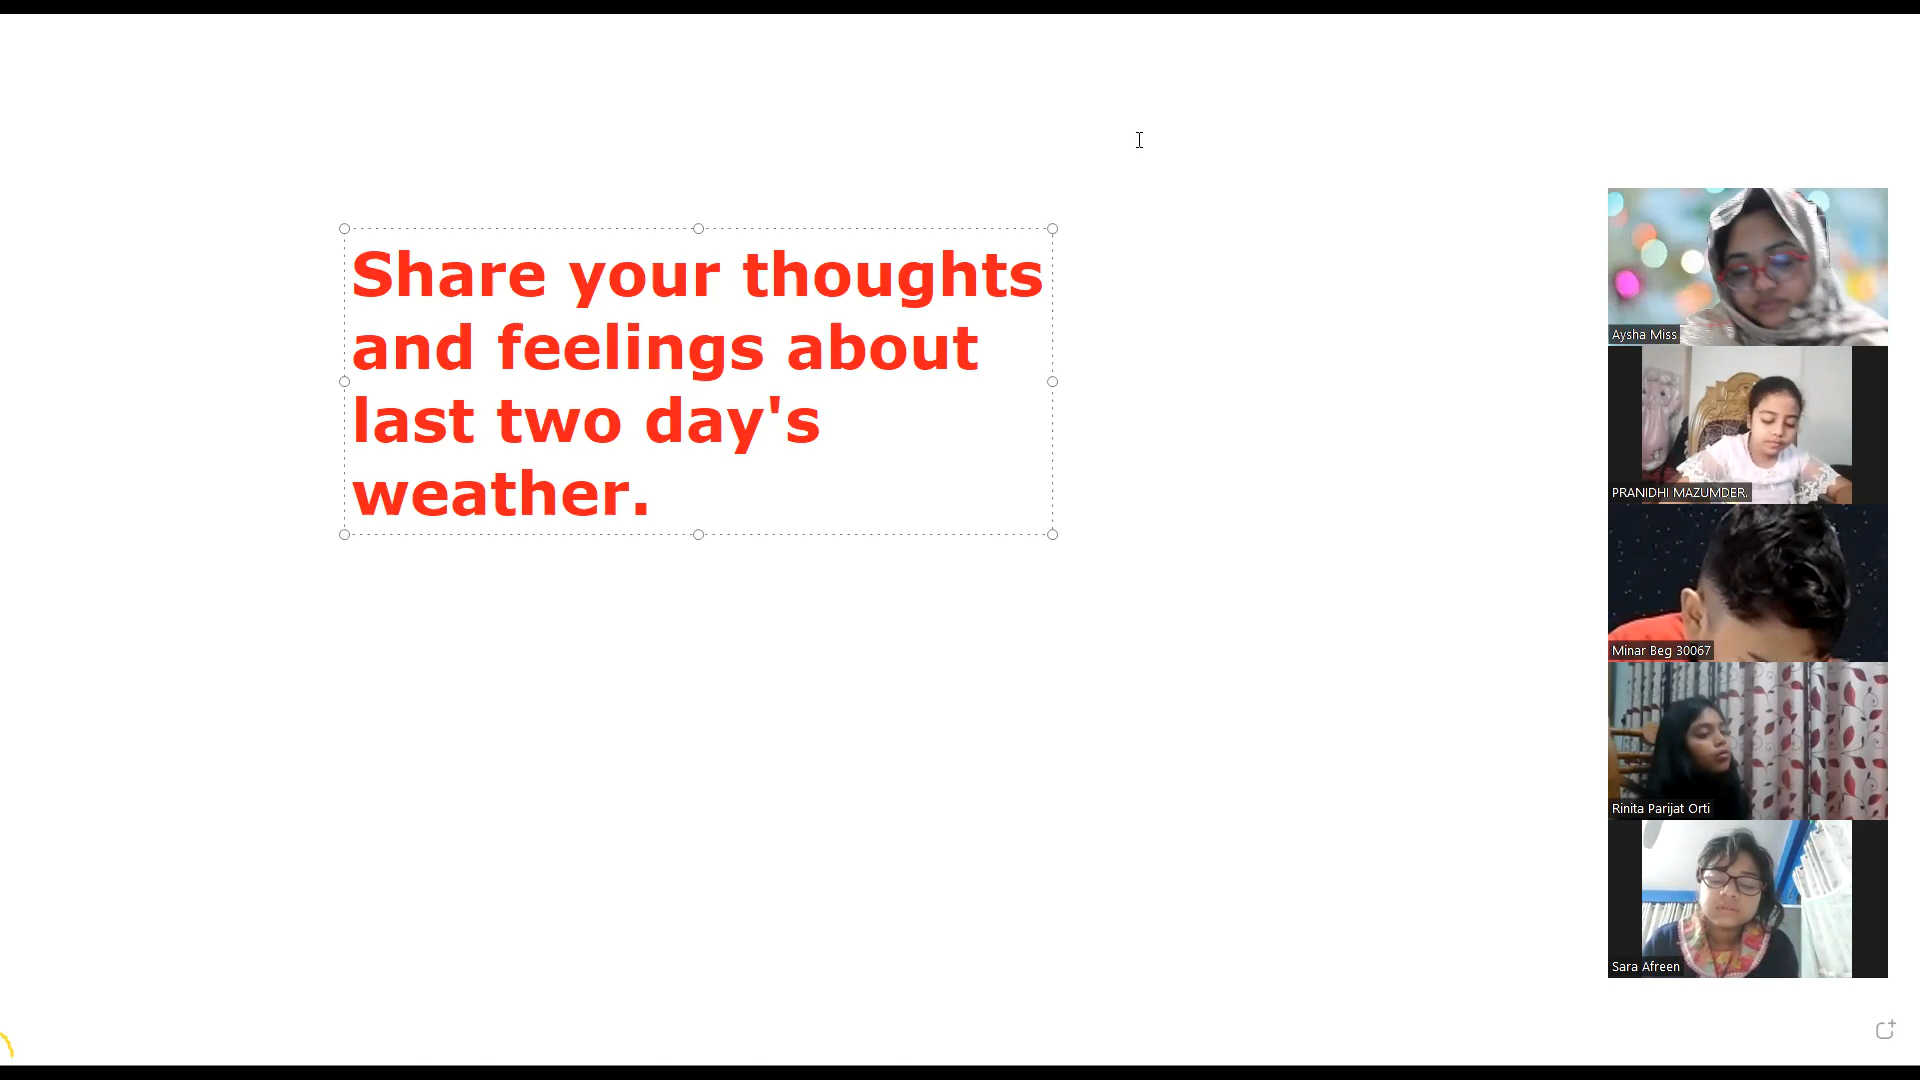 Share your thoughts
and feelings about
last two day's
weather.
Aysha Miss
PRANIDHI MAZUMDER.
Minar Beg 30067
Rinita Parijat Orti
Sara Afreen